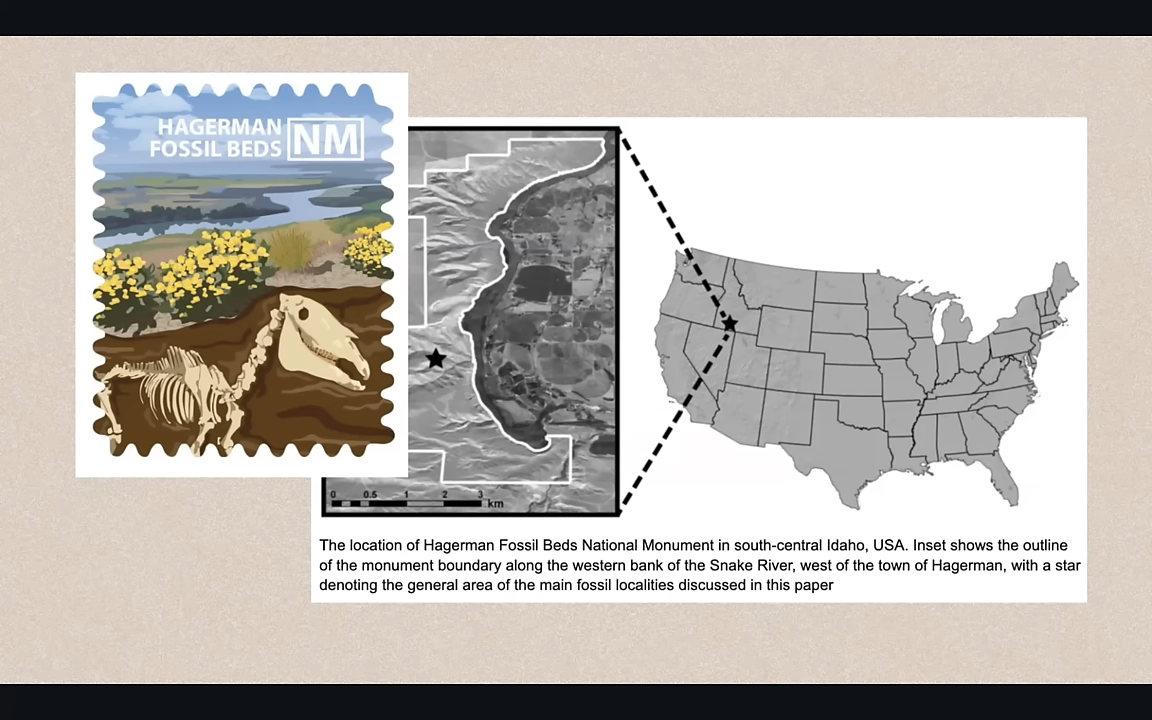 HAGERMAN
FOSSIL BEDS NM
0 0.5 1 2 3 km
The location of Hagerman Fossil Beds National Monument in south-central Idaho, USA. Inset shows the outline
of the monument boundary along the western bank of the Snake River, west of the town of Hagerman, with a star
denoting the general area of the main fossil localities discussed in this paper